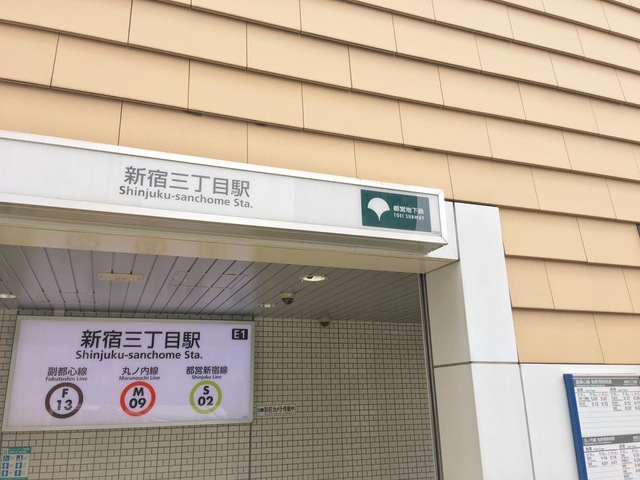 新宿三丁目駅
Shinjuku-sanchome Sta.
都営地下鉄
TOEI SUBWAY
新宿三丁目駅
E1
Shinjuku-sanchome Sta.
副都心線
Fukutoshin Line
F
13
丸ノ内線
Marunouchi Line
M
09
都営新宿線
Shinjuku Line
S
02